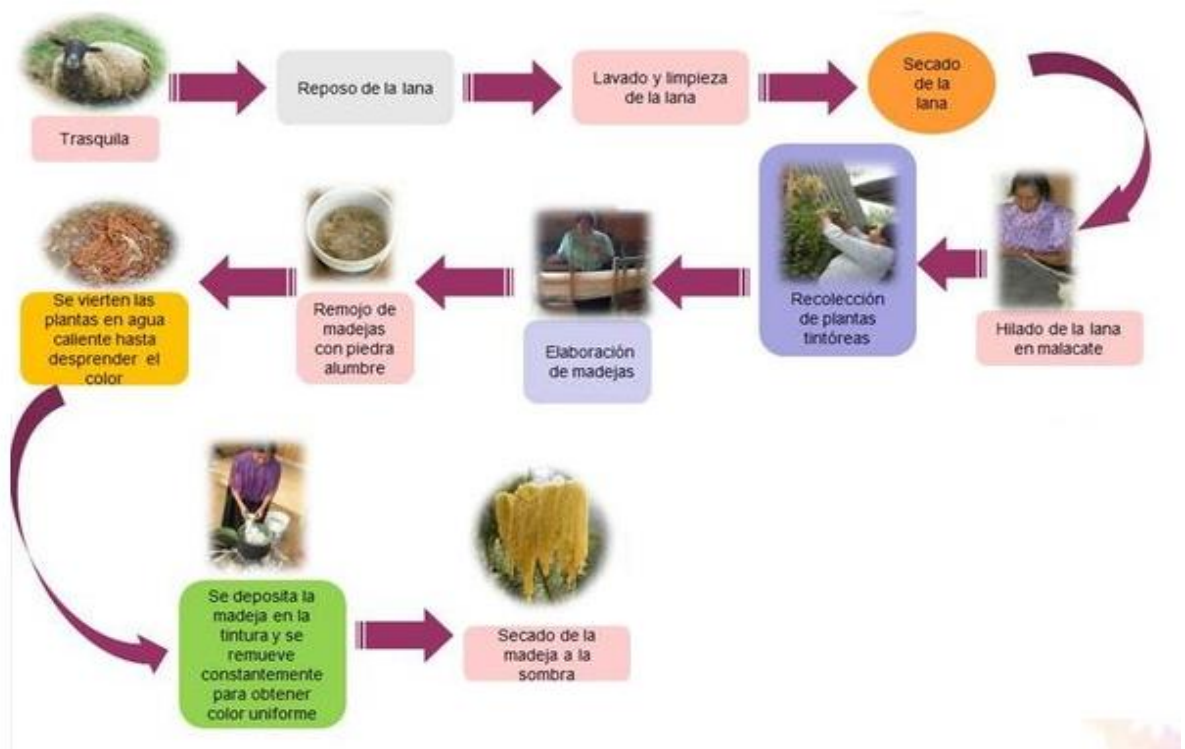 Trasquila
Reposo de la lana
Lavado y limpieza
de la lana
Secado
de la
lana
Hilado de la lana
en malacate
Recolección
de plantas
tintóreas
Elaboración
de madejas
Remojo de
madejas
con piedra
alumbre
Se vierten las
plantas en agua
caliente hasta
desprender el
color
Se deposita la
madeja en la
tintura y se
remueve
constantemente
para obtener
color uniforme
Secado de la
madeja a la
sombra